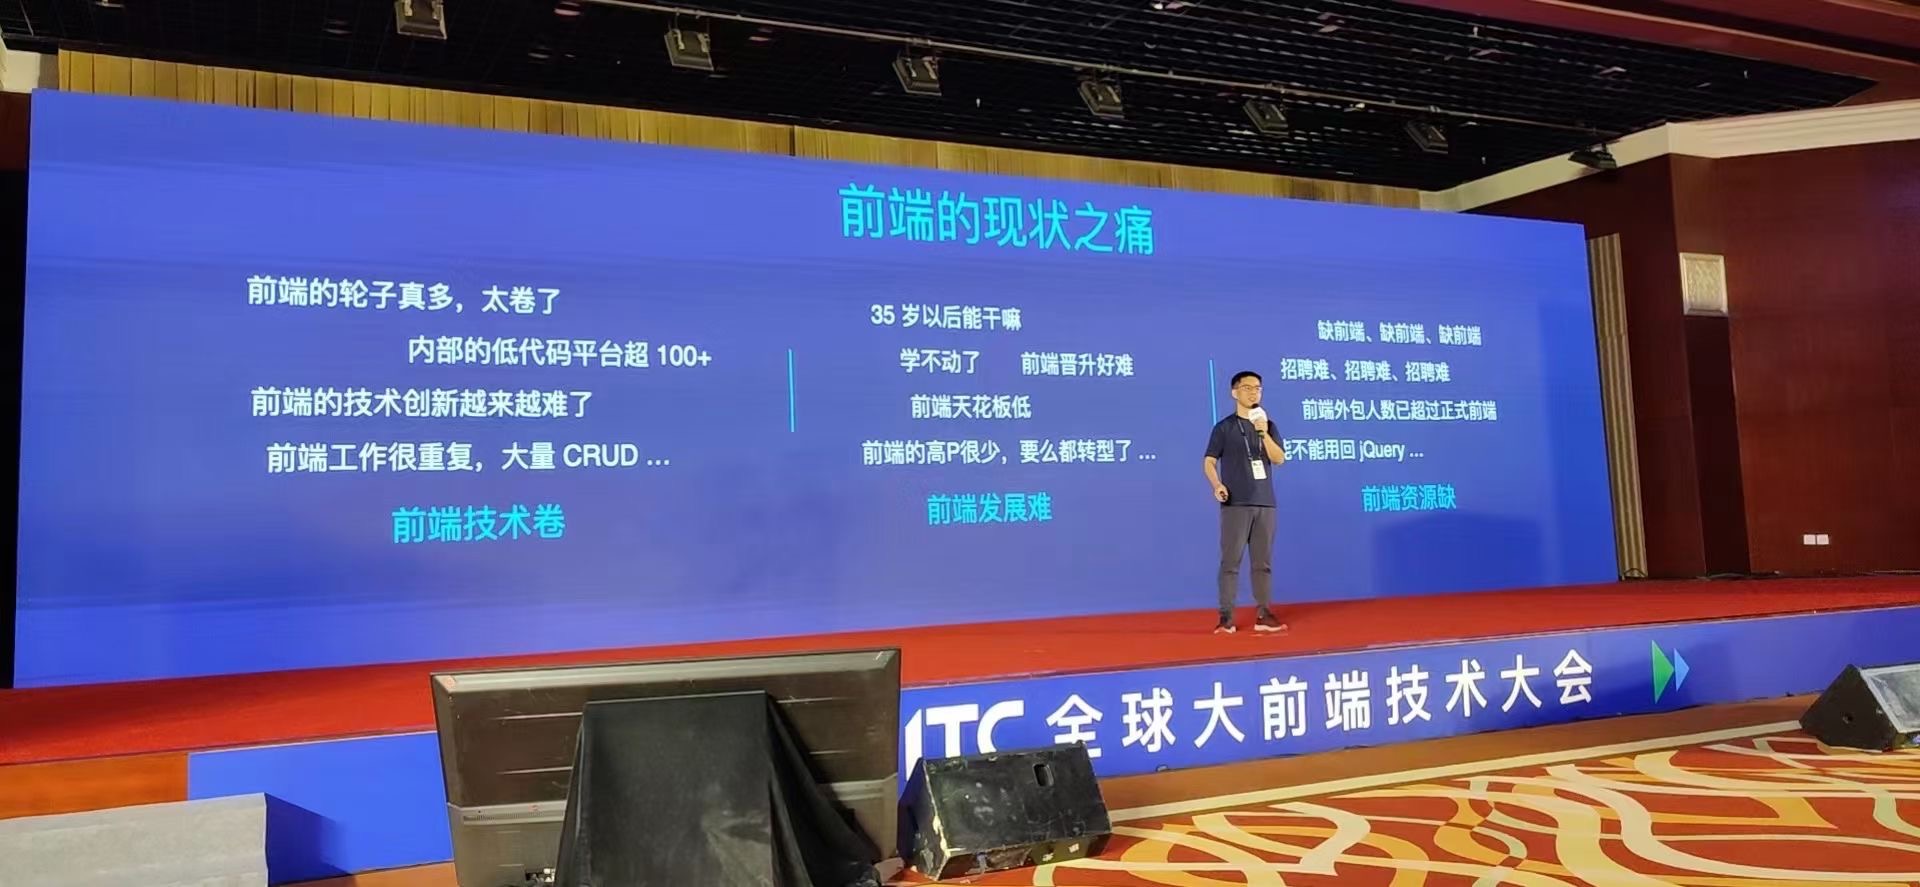 前端的现状之痛
前端的轮子真多，太卷了
内部的低代码平台超 100+
前端的技术创新越来越难了
前端工作很重复，大量 CRUD ...
前端技术卷
35 岁以后能干嘛
学不动了 前端晋升好难
前端天花板低
前端的高P很少，要么都转型了 ...
前端发展难
缺前端、缺前端、缺前端
招聘难、招聘难、招聘难
前端外包人数已超过正式前端
能不能用回 jQuery ...
前端资源缺
TC 全球大前端技术大会